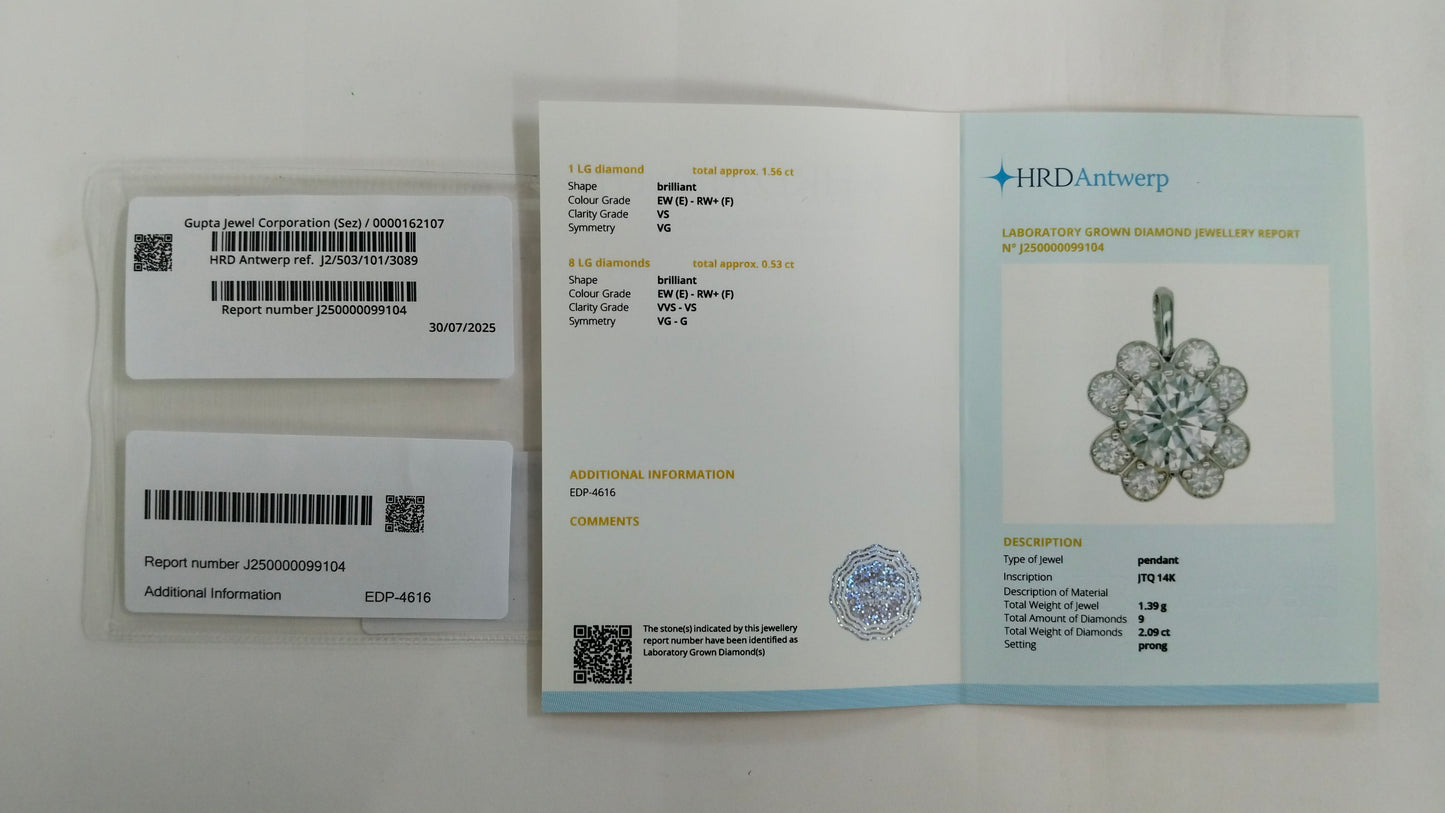 Gupta Jewel Corporation (Sez) / 0000162107
HRD Antwerp ref. J2/503/101/3089
Report number J250000099104
30/07/2025
Report number J250000099104
Additional Information EDP-4616
1 LG diamond total approx. 1.56 ct
Shape brilliant
Colour Grade EW (E) - RW+ (F)
Clarity Grade VS
Symmetry VG
8 LG diamonds total approx. 0.53 ct
Shape brilliant
Colour Grade EW (E) - RW+ (F)
Clarity Grade VVS - VS
Symmetry VG - G
ADDITIONAL INFORMATION
EDP-4616
COMMENTS
The stone(s) indicated by this jewellery
report number have been identified as
Laboratory Grown Diamond(s)
HRDAntwerp
LABORATORY GROWN DIAMOND JEWELLERY REPORT
N° J250000099104
DESCRIPTION
Type of Jewel pendant
Inscription JTQ 14K
Description of Material
Total Weight of Jewel 1.39 g
Total Amount of Diamonds 9
Total Weight of Diamonds 2.09 ct
Setting prong